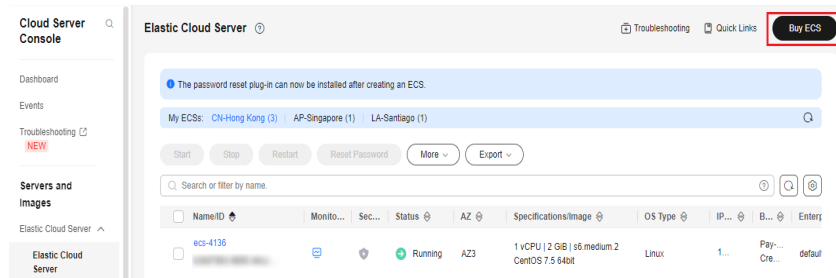 Cloud Server Console
Elastic Cloud Server
Troubleshooting
Quick Links
Buy ECS
Dashboard
Events
Troubleshooting
NEW
Servers and Images
Elastic Cloud Server
Elastic Cloud Server
The password reset plug-in can now be installed after creating an ECS.
My ECSs: CN-Hong Kong (3) AP-Singapore (1) LA-Santiago (1)
Start Stop Restart Reset Password More Export
Search or filter by name.
Name/ID Monito... Sec... Status AZ Specifications/Image OS Type IP... B... Enterp
ecs-4136 Running AZ3 1 vCPU | 2 GiB | s6.medium.2 Linux 1... Pay-... default
CentOS 7.5 64bit Cre...